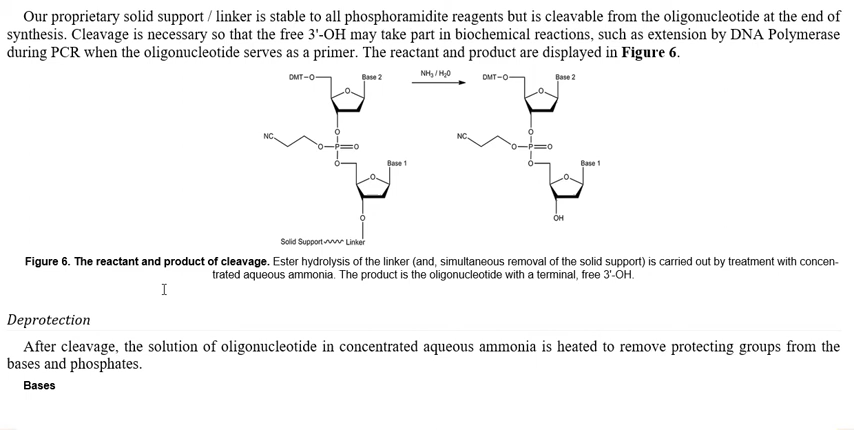 Our proprietary solid support / linker is stable to all phosphoramidite reagents but is cleavable from the oligonucleotide at the end of
synthesis. Cleavage is necessary so that the free 3'-OH may take part in biochemical reactions, such as extension by DNA Polymerase
during PCR when the oligonucleotide serves as a primer. The reactant and product are displayed in Figure 6.
DMT–O Base 2 NH₃ / H₂0 DMT–O Base 2
O O
O O
NC O–P=O NC O–P=O
O Base 1 O Base 1
O O
O OH
Solid Support Linker
Figure 6. The reactant and product of cleavage. Ester hydrolysis of the linker (and, simultaneous removal of the solid support) is carried out by treatment with concen-
trated aqueous ammonia. The product is the oligonucleotide with a terminal, free 3'-OH.
Deprotection
After cleavage, the solution of oligonucleotide in concentrated aqueous ammonia is heated to remove protecting groups from the
bases and phosphates.
Bases